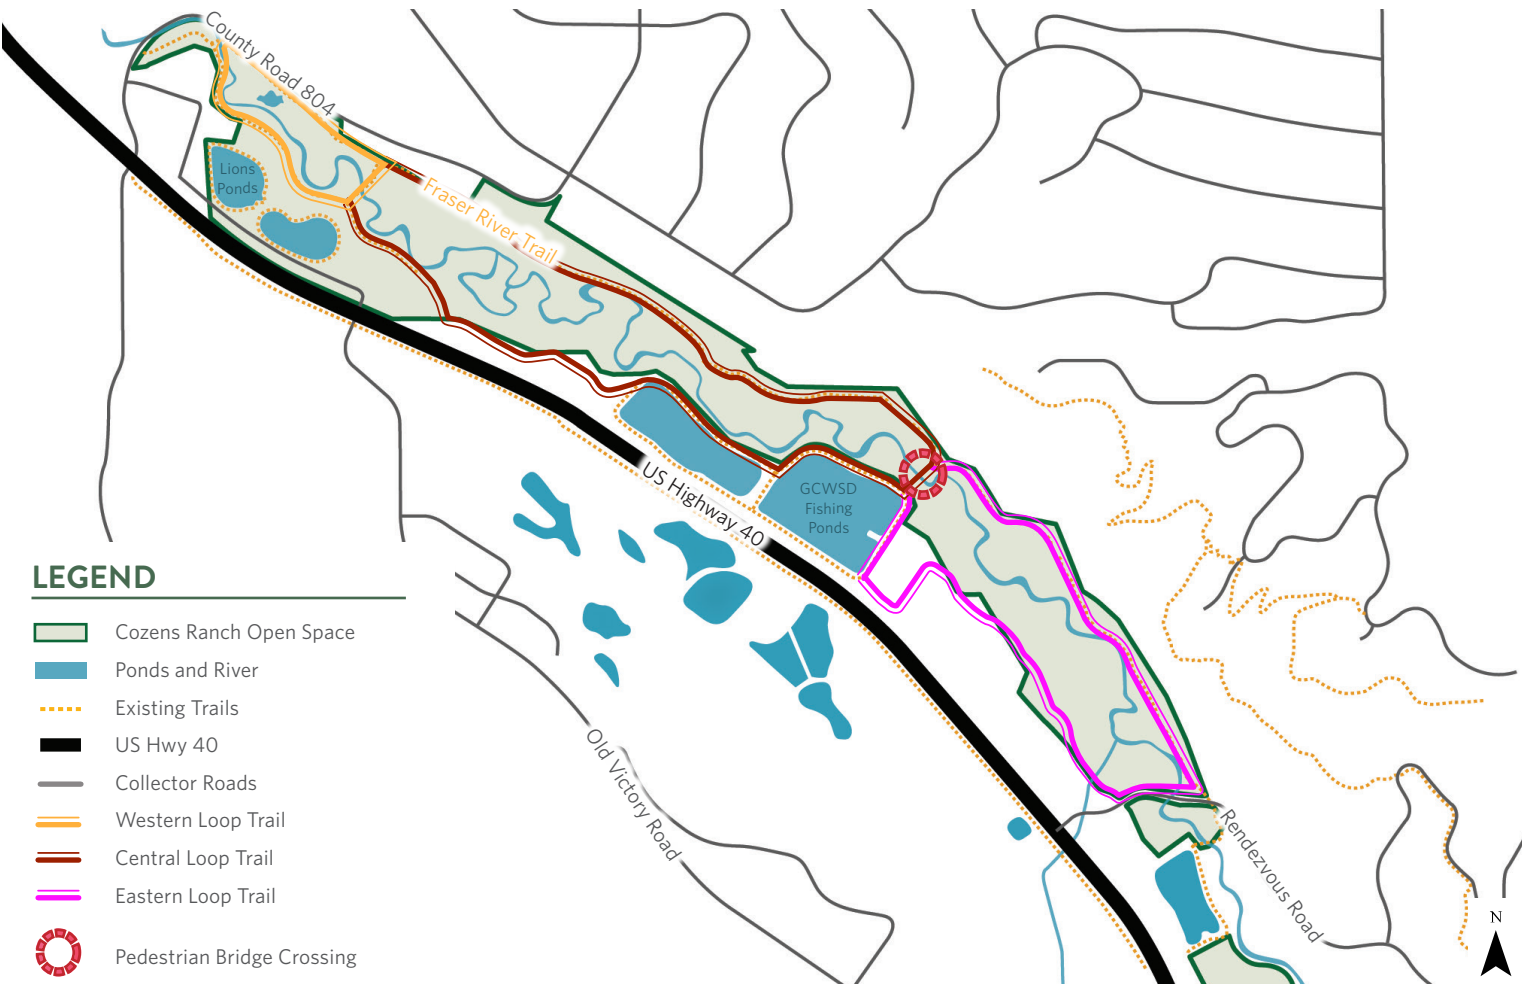 County Road 804
Lions
Ponds
Fraser River Trail
GCWSD
Fishing
Ponds
US Highway 40
Old Victory Road
Rendezvous Road
LEGEND
Cozens Ranch Open Space
Ponds and River
Existing Trails
US Hwy 40
Collector Roads
Western Loop Trail
Central Loop Trail
Eastern Loop Trail
Pedestrian Bridge Crossing
N